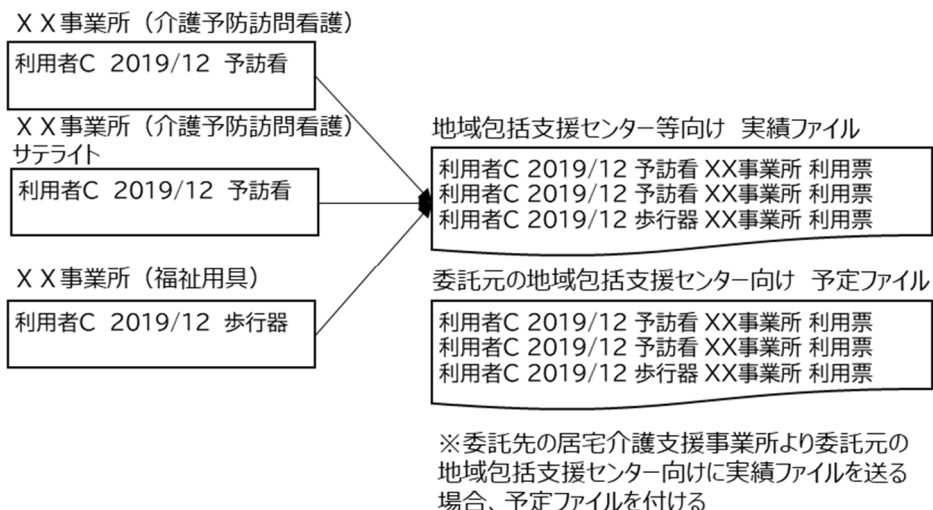 ＸＸ事業所（介護予防訪問看護）
利用者C 2019/12 予訪看
ＸＸ事業所（介護予防訪問看護）
サテライト
利用者C 2019/12 予訪看
ＸＸ事業所（福祉用具）
利用者C 2019/12 歩行器
地域包括支援センター等向け 実績ファイル
利用者C 2019/12 予訪看 XX事業所 利用票
利用者C 2019/12 予訪看 XX事業所 利用票
利用者C 2019/12 歩行器 XX事業所 利用票
委託元の地域包括支援センター向け 予定ファイル
利用者C 2019/12 予訪看 XX事業所 利用票
利用者C 2019/12 予訪看 XX事業所 利用票
利用者C 2019/12 歩行器 XX事業所 利用票
※委託先の居宅介護支援事業所より委託元の
地域包括支援センター向けに実績ファイルを送る
場合、予定ファイルを付ける